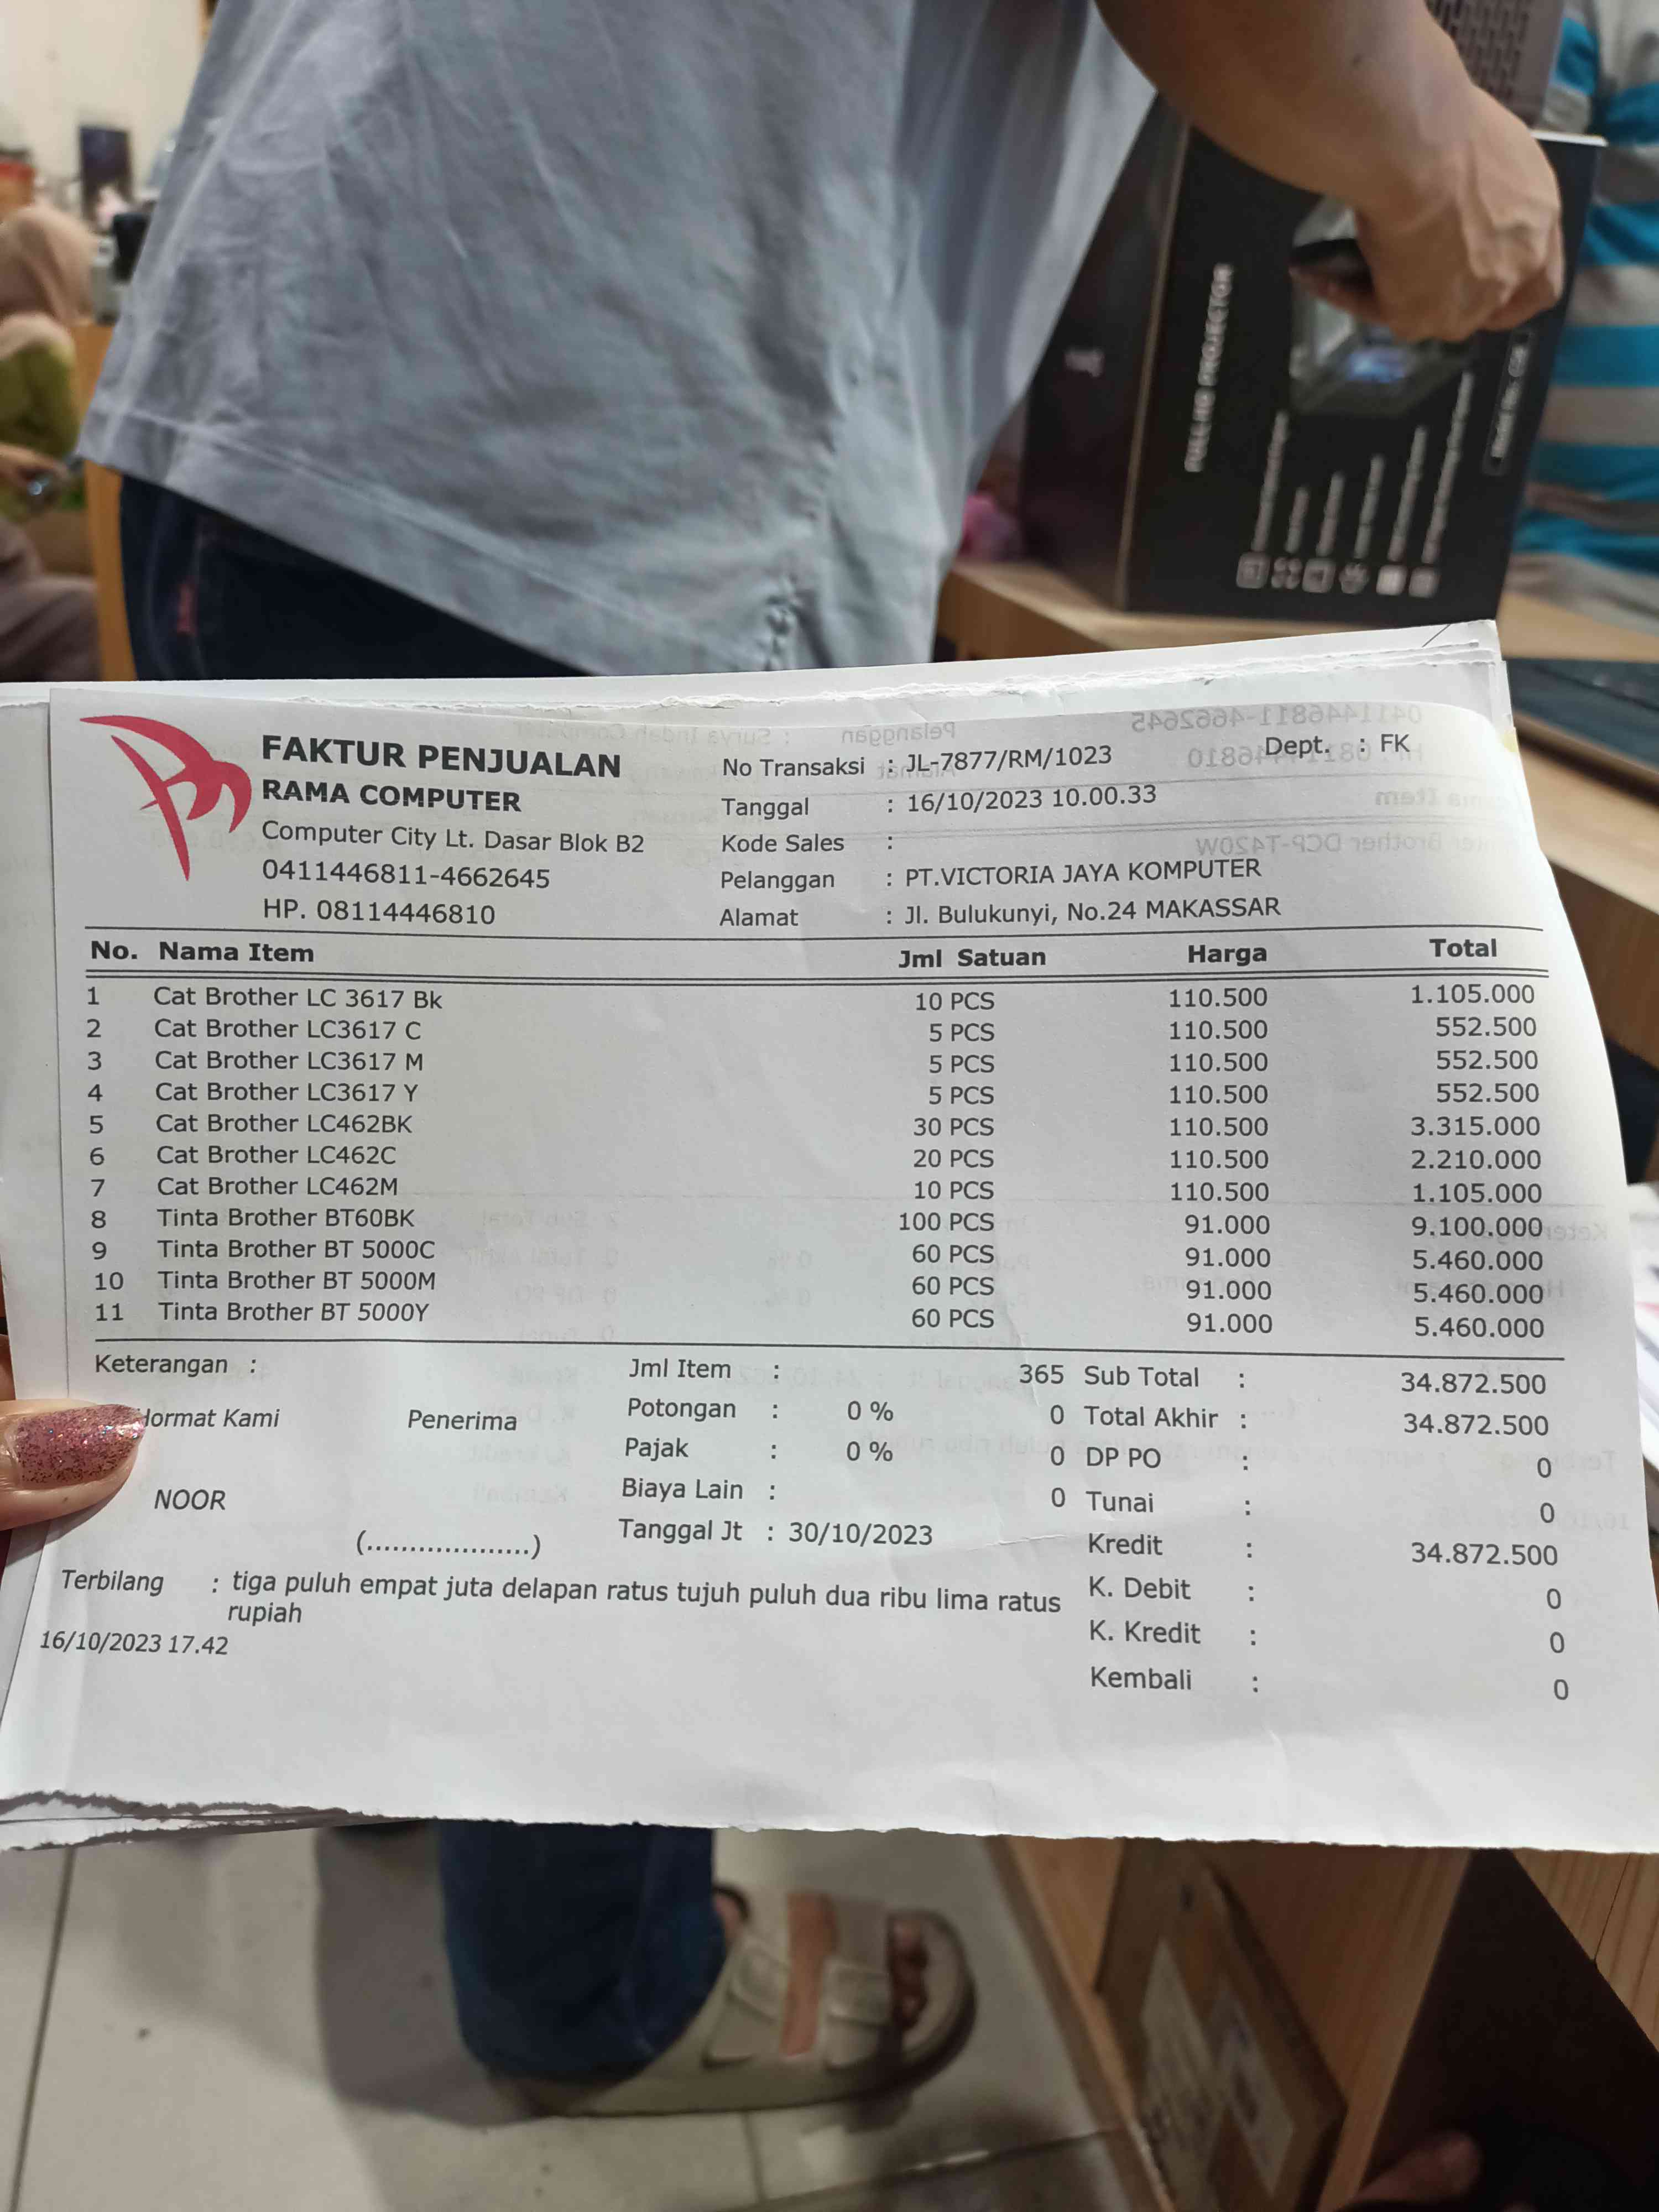 FULL HD PROJECTOR
FAKTUR PENJUALAN
RAMA COMPUTER
Computer City Lt. Dasar Blok B2
0411446811-4662645
HP. 08114446810
No Transaksi : JL-7877/RM/1023 Dept. : FK
Tanggal : 16/10/2023 10.00.33
Kode Sales :
Pelanggan : PT.VICTORIA JAYA KOMPUTER
Alamat : Jl. Bulukunyi, No.24 MAKASSAR
No. Nama Item Jml Satuan Harga Total
1 Cat Brother LC 3617 Bk 10 PCS 110.500 1.105.000
2 Cat Brother LC3617 C 5 PCS 110.500 552.500
3 Cat Brother LC3617 M 5 PCS 110.500 552.500
4 Cat Brother LC3617 Y 5 PCS 110.500 552.500
5 Cat Brother LC462BK 30 PCS 110.500 3.315.000
6 Cat Brother LC462C 20 PCS 110.500 2.210.000
7 Cat Brother LC462M 10 PCS 110.500 1.105.000
8 Tinta Brother BT60BK 100 PCS 91.000 9.100.000
9 Tinta Brother BT 5000C 60 PCS 91.000 5.460.000
10 Tinta Brother BT 5000M 60 PCS 91.000 5.460.000
11 Tinta Brother BT 5000Y 60 PCS 91.000 5.460.000
Keterangan : Jml Item : 365 Sub Total : 34.872.500
Hormat Kami Penerima Potongan : 0 % 0 Total Akhir : 34.872.500
Pajak : 0 % 0 DP PO : 0
NOOR Biaya Lain : 0 Tunai : 0
(...................) Tanggal Jt : 30/10/2023 Kredit : 34.872.500
Terbilang : tiga puluh empat juta delapan ratus tujuh puluh dua ribu lima ratus K. Debit : 0
rupiah K. Kredit : 0
16/10/2023 17.42 Kembali : 0